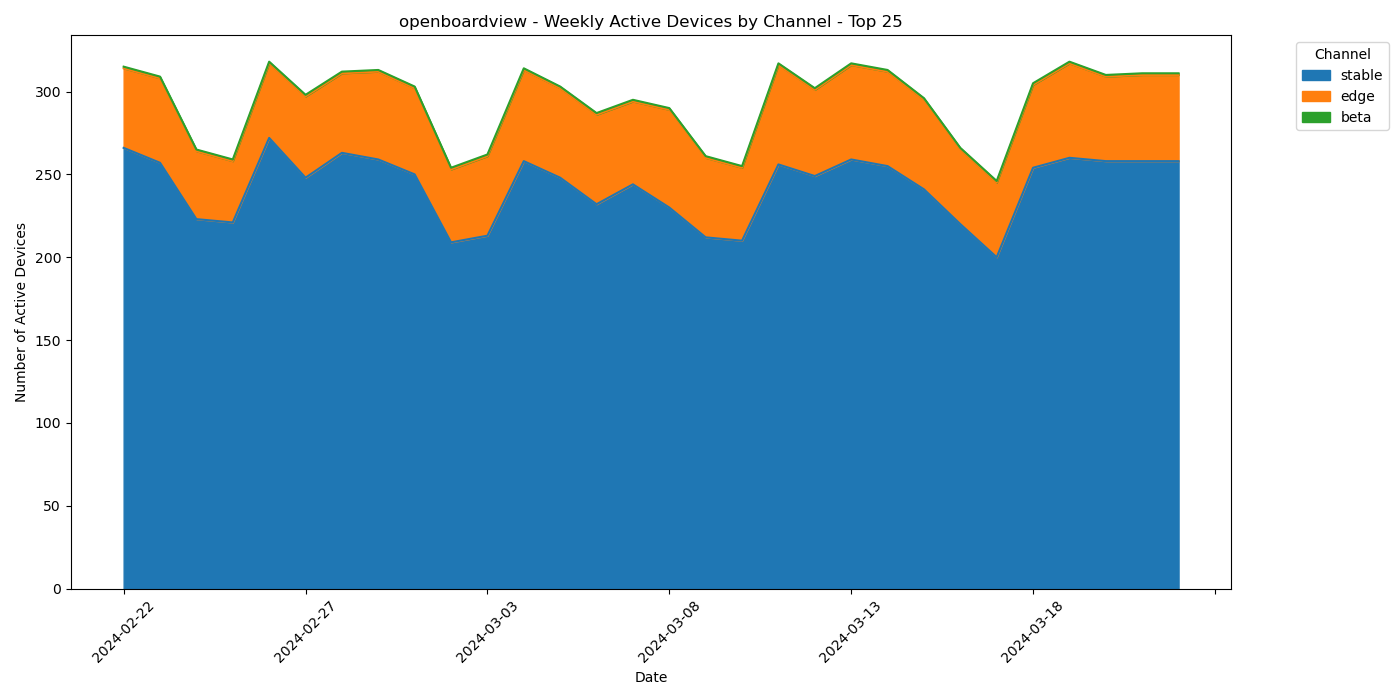 openboardview - Weekly Active Devices by Channel - Top 25
Number of Active Devices
300
250
200
150
100
50
0
2024-02-22
2024-02-27
2024-03-03
2024-03-08
2024-03-13
2024-03-18
Date
Channel
stable
edge
beta